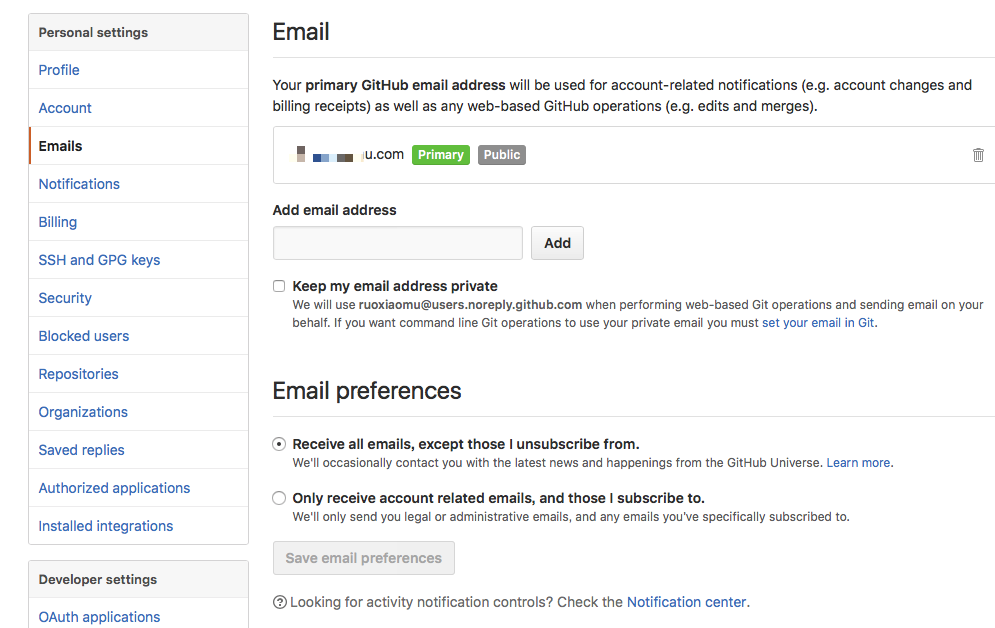 Personal settings
Profile
Account
Emails
Notifications
Billing
SSH and GPG keys
Security
Blocked users
Repositories
Organizations
Saved replies
Authorized applications
Installed integrations
Developer settings
OAuth applications
Email
Your primary GitHub email address will be used for account-related notifications (e.g. account changes and
billing receipts) as well as any web-based GitHub operations (e.g. edits and merges).
u.com Primary Public
Add email address
Add
Keep my email address private
We will use ruoxiaomu@users.noreply.github.com when performing web-based Git operations and sending email on your
behalf. If you want command line Git operations to use your private email you must set your email in Git.
Email preferences
Receive all emails, except those I unsubscribe from.
We'll occasionally contact you with the latest news and happenings from the GitHub Universe. Learn more.
Only receive account related emails, and those I subscribe to.
We'll only send you legal or administrative emails, and any emails you've specifically subscribed to.
Save email preferences
Looking for activity notification controls? Check the Notification center.